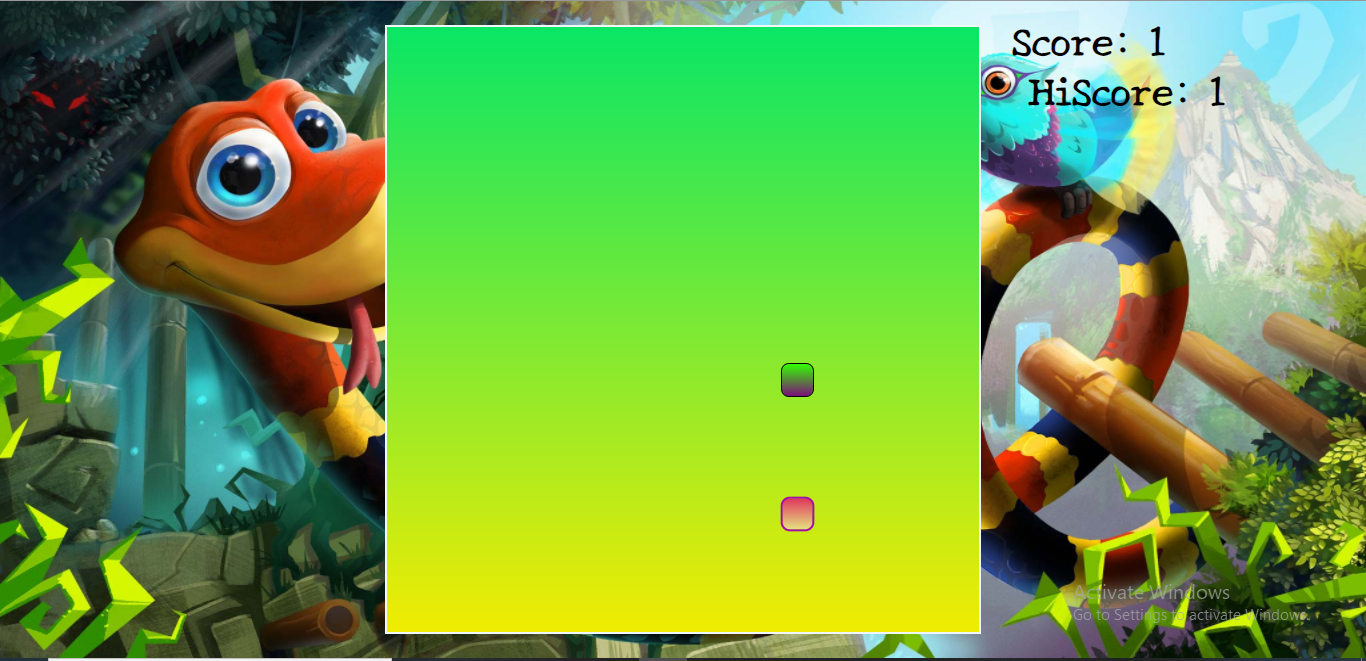 Score: 1
HiScore: 1
Activate Windows
Go to Settings to activate Windows.